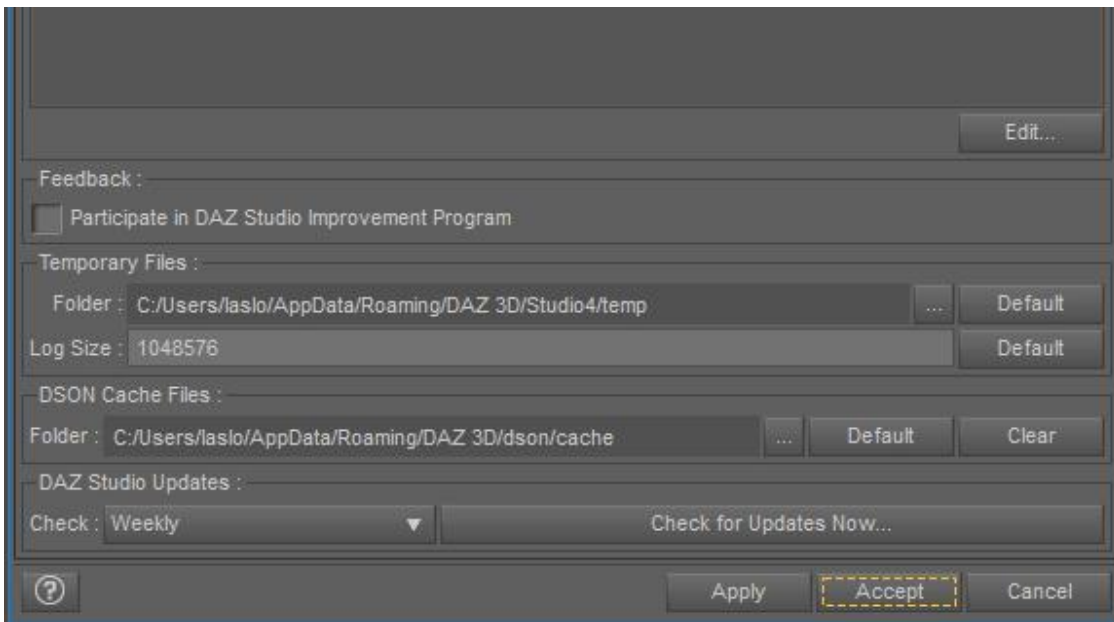 Edit...
Feedback :
Participate in DAZ Studio Improvement Program
Temporary Files :
Folder : C:/Users/laslo/AppData/Roaming/DAZ 3D/Studio4/temp ... Default
Log Size : 1048576 Default
DSON Cache Files :
Folder : C:/Users/laslo/AppData/Roaming/DAZ 3D/dson/cache ... Default Clear
DAZ Studio Updates :
Check : Weekly Check for Updates Now...
? Apply Accept Cancel